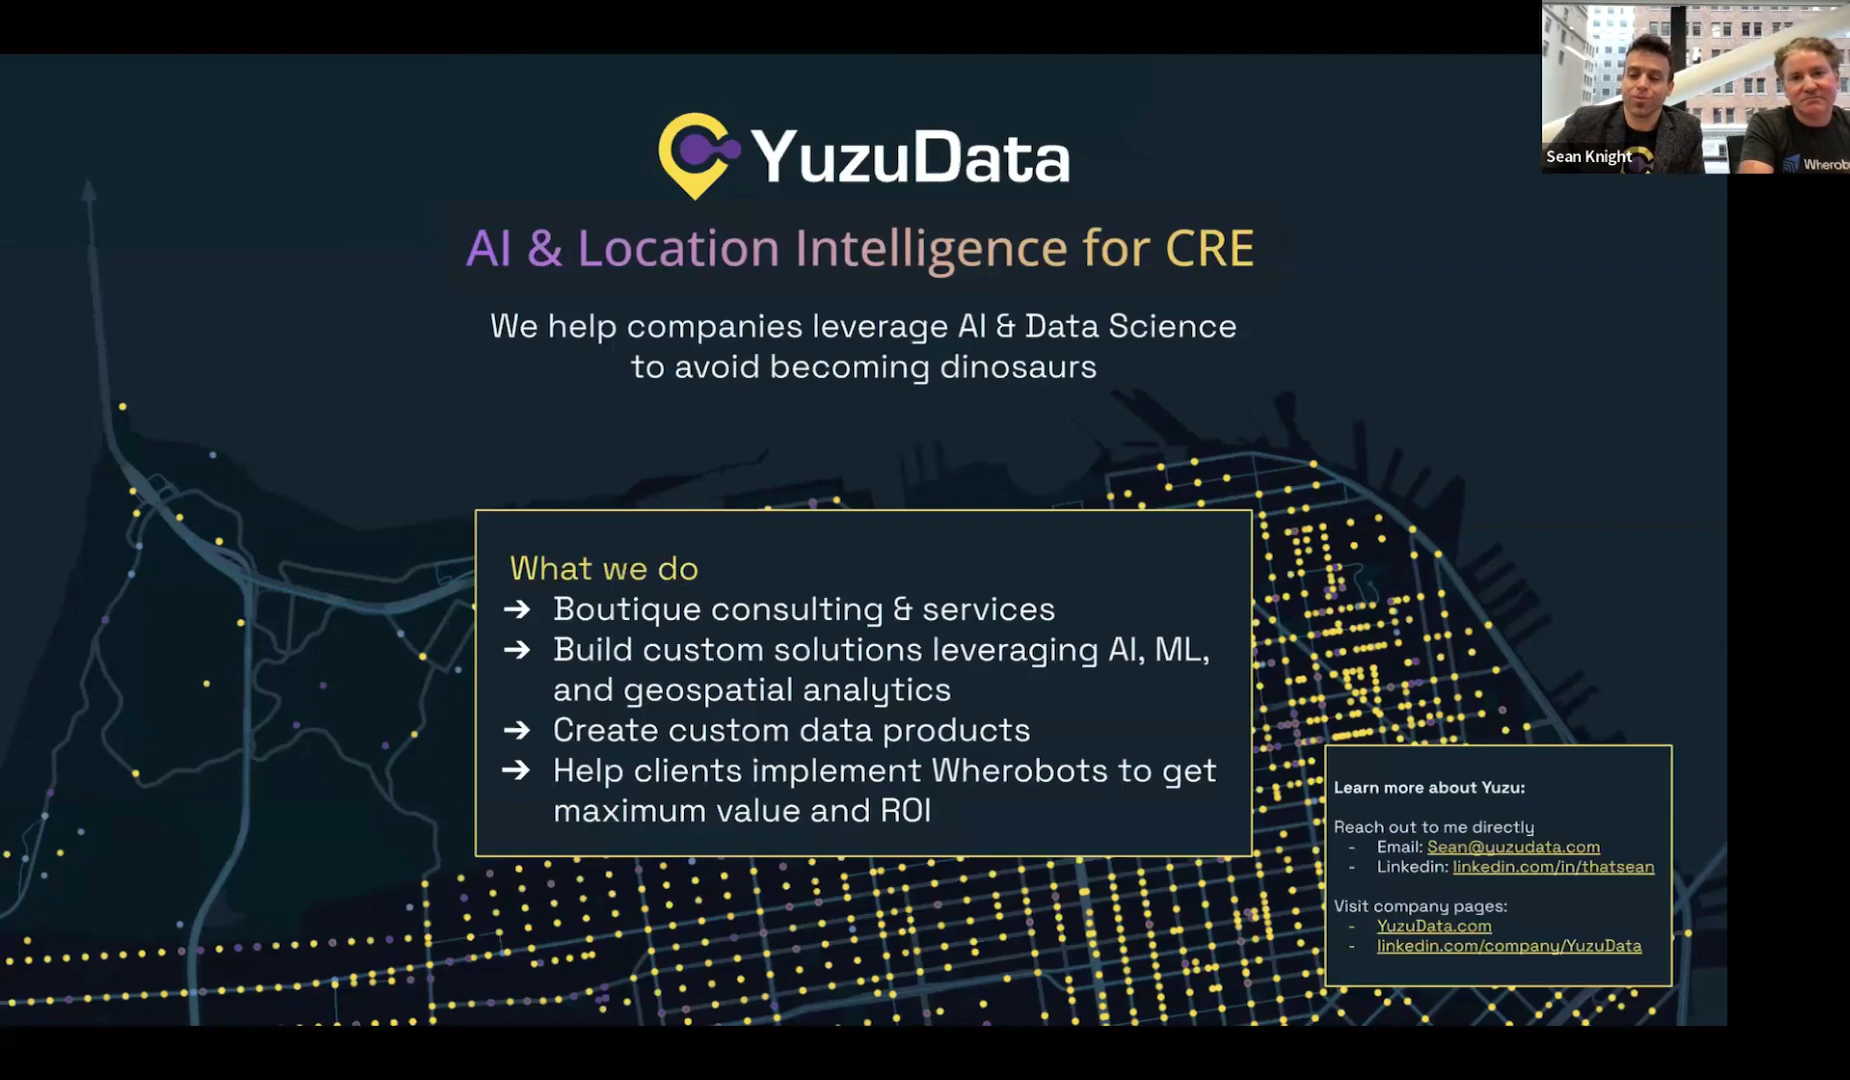 YuzuData
AI & Location Intelligence for CRE
We help companies leverage AI & Data Science
to avoid becoming dinosaurs
What we do
➔ Boutique consulting & services
➔ Build custom solutions leveraging AI, ML,
and geospatial analytics
➔ Create custom data products
➔ Help clients implement Wherobots to get
maximum value and ROI
Learn more about Yuzu:
Reach out to me directly
- Email: Sean@yuzudata.com
- Linkedin: linkedin.com/in/thatsean
Visit company pages:
- YuzuData.com
- linkedin.com/company/YuzuData
Sean Knight
Wherob